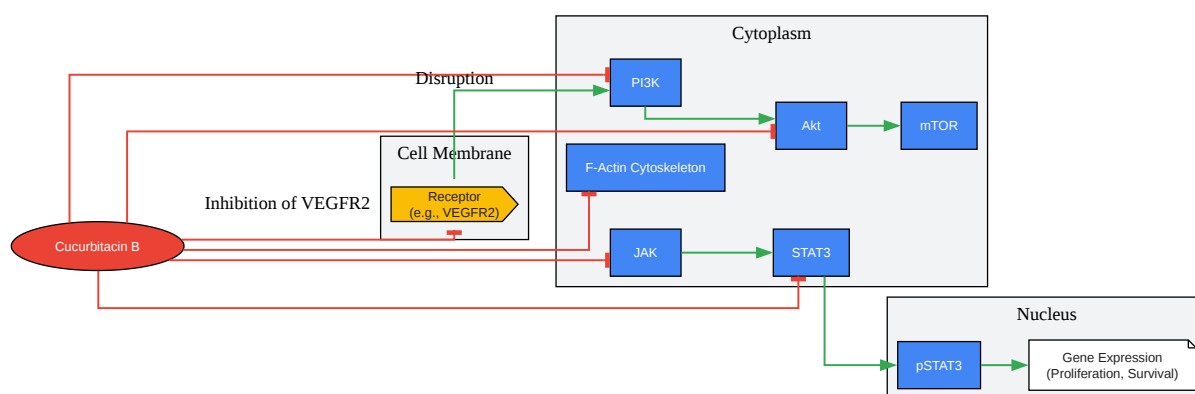 Cytoplasm
Disruption
PI3K
Akt
mTOR
Cell Membrane
F-Actin Cytoskeleton
Receptor
(e.g., VEGFR2)
Inhibition of VEGFR2
Cucurbitacin B
JAK
STAT3
Nucleus
pSTAT3
Gene Expression
(Proliferation, Survival)